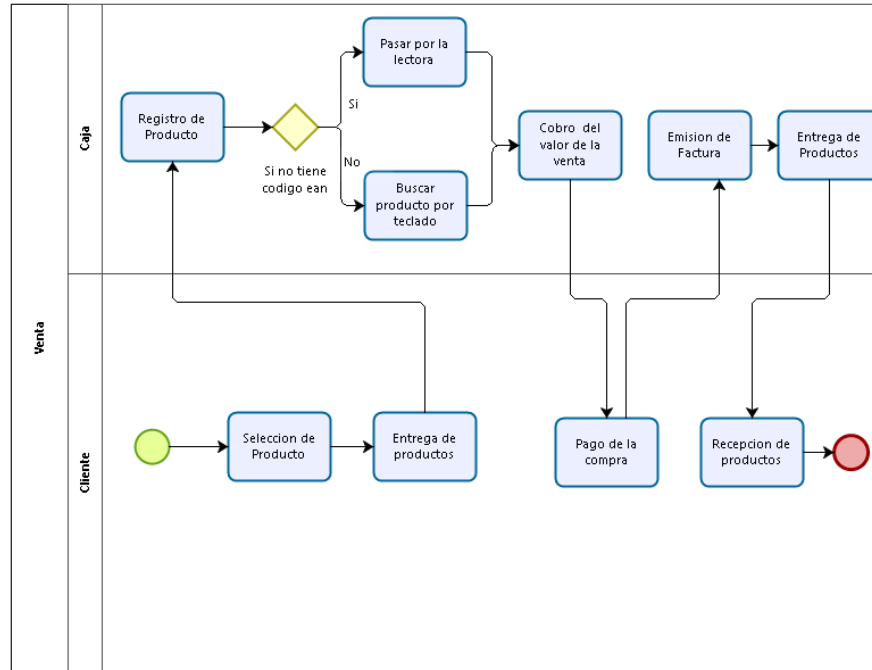 Venta
Caja
Registro de
Producto
Si no tiene
codigo ean
Si
No
Pasar por la
lectora
Buscar
producto por
teclado
Cobro  del
valor de la
venta
Emision de
Factura
Entrega de
Productos
Cliente
Seleccion de
Producto
Entrega de
productos
Pago de la
compra
Recepcion de
productos